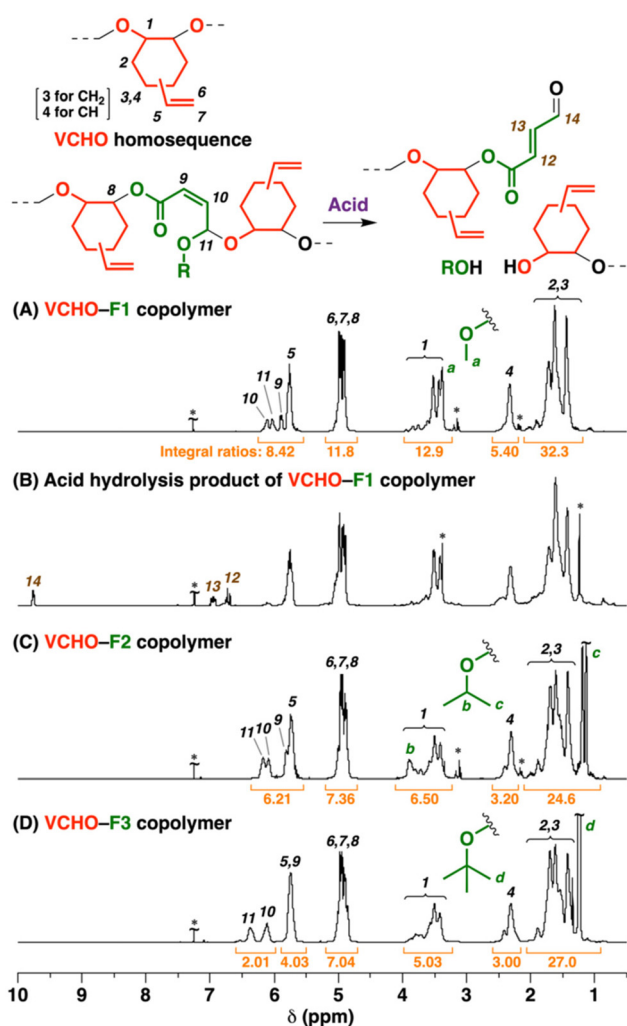 O 1 O
2
[3 for CH2
4 for CH]
3,4 6
5 7
VCHO homosequence
O
13 14
12
O O
O
9
O 8 O 10
O 11 O O
O
R
Acid
ROH HO O
(A) VCHO–F1 copolymer
6,7,8 2,3
1 O
5 a a
11 9 4
10
* * *
Integral ratios: 8.42 11.8 12.9 5.40 32.3
(B) Acid hydrolysis product of VCHO–F1 copolymer
* *
14 13 12 *
(C) VCHO–F2 copolymer
6,7,8 O 2,3 c
5 b c
9 1
11 10 b 4
* * *
6.21 7.36 6.50 3.20 24.6
(D) VCHO–F3 copolymer
6,7,8 O 2,3 d
5,9 1 d
11 10 4
*
2.01 4.03 7.04 5.03 3.00 27.0
10 9 8 7 6 5 4 3 2 1
δ (ppm)